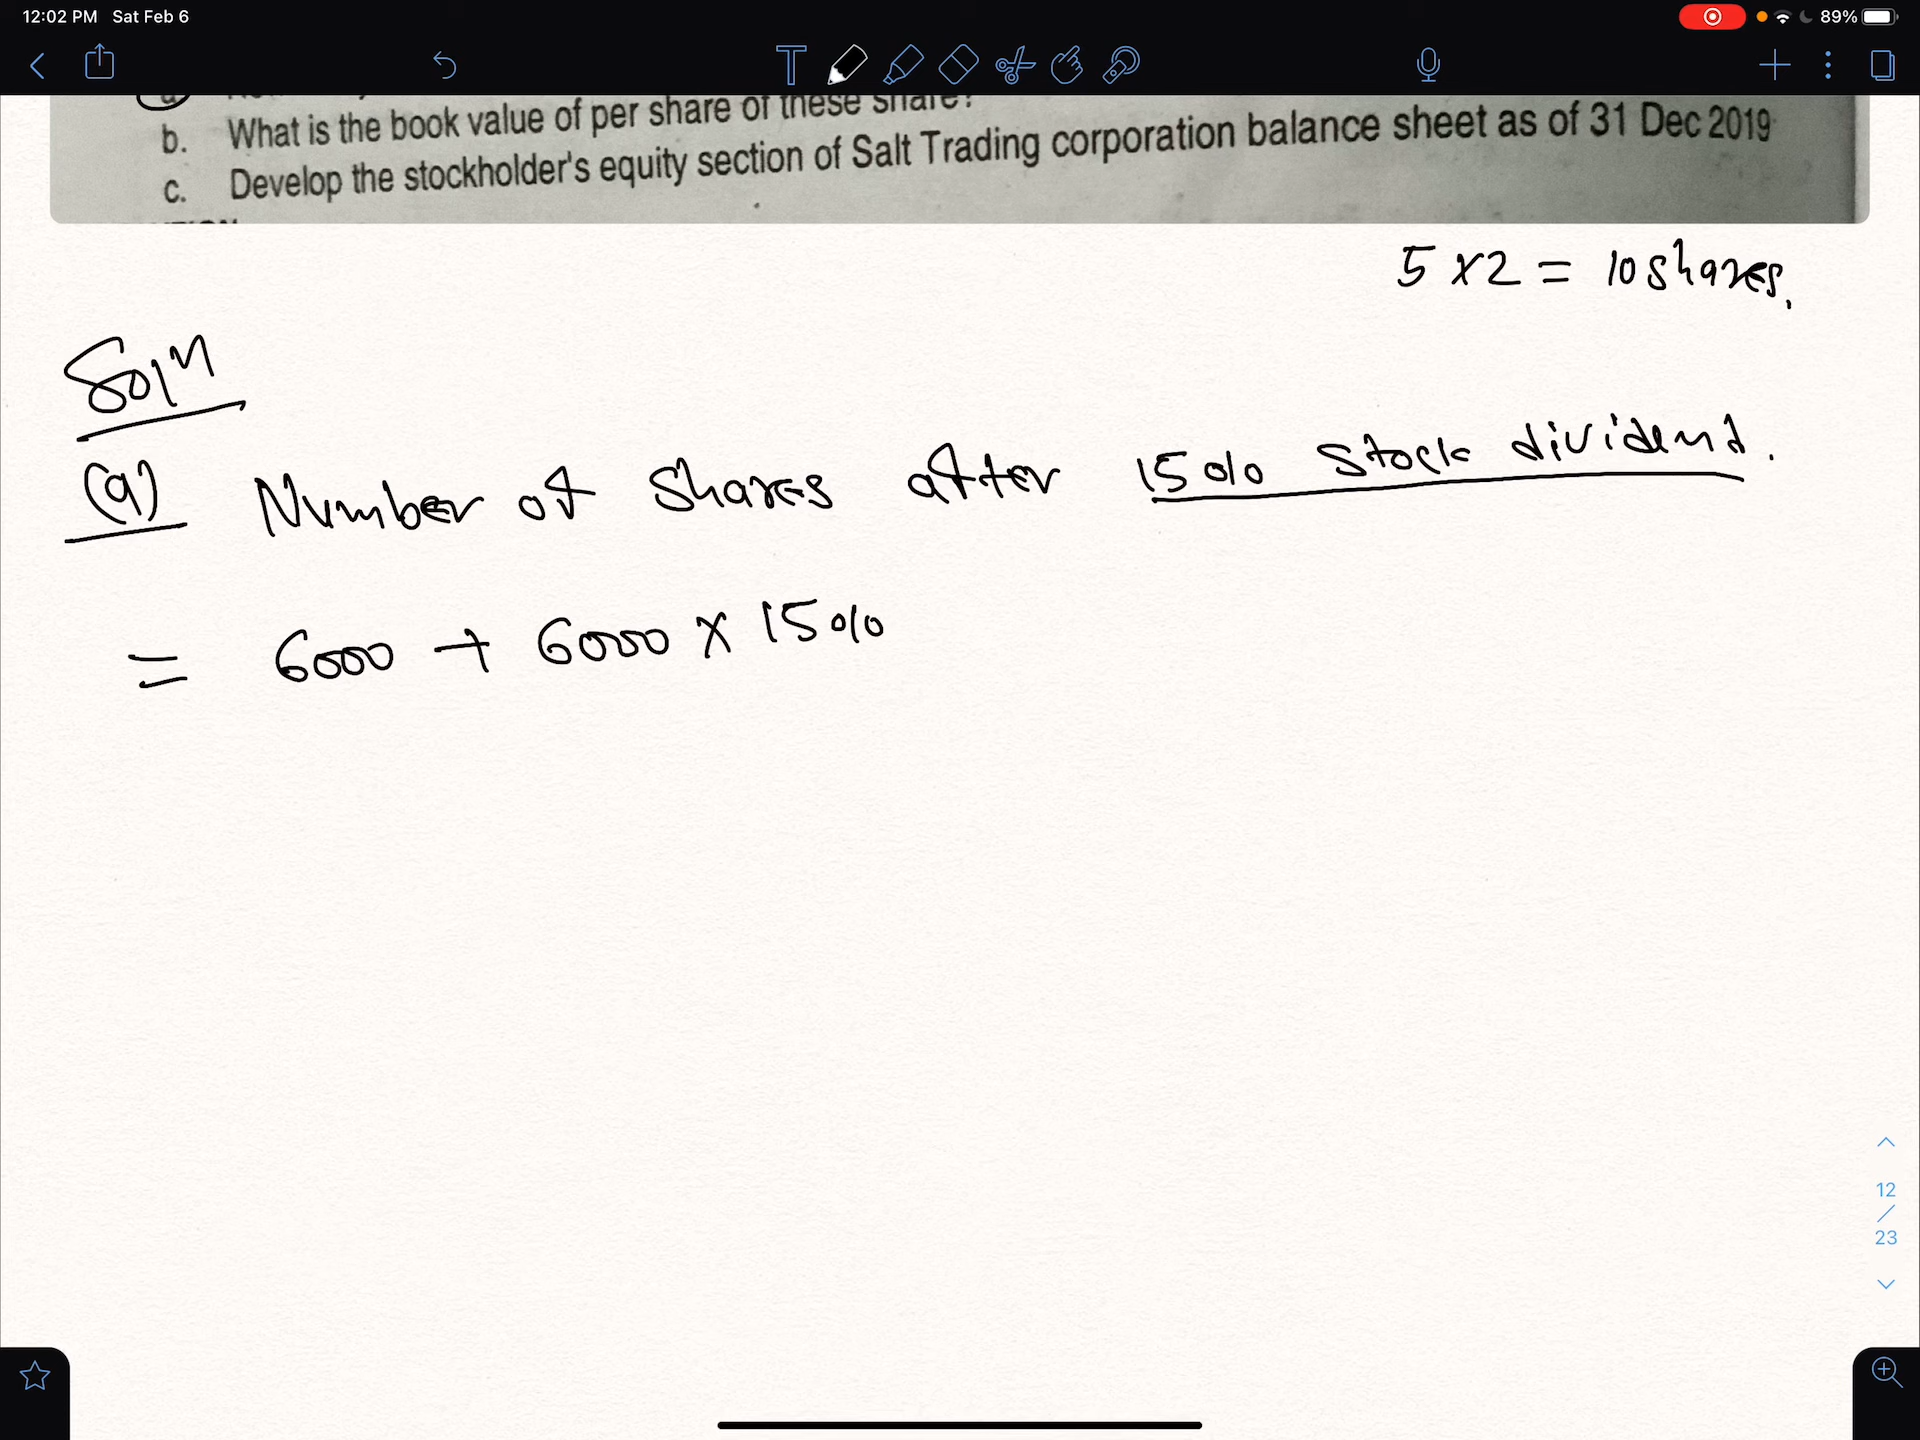 12:02 PM Sat Feb 6
89%
b. What is the book value of per share of these share?
c. Develop the stockholder's equity section of Salt Trading corporation balance sheet as of 31 Dec 2019
5 x 2 = 10 shares.
Solⁿ
(a) Number of shares after 15% stock dividend.
= 6000 + 6000 x 15%
12
/
23